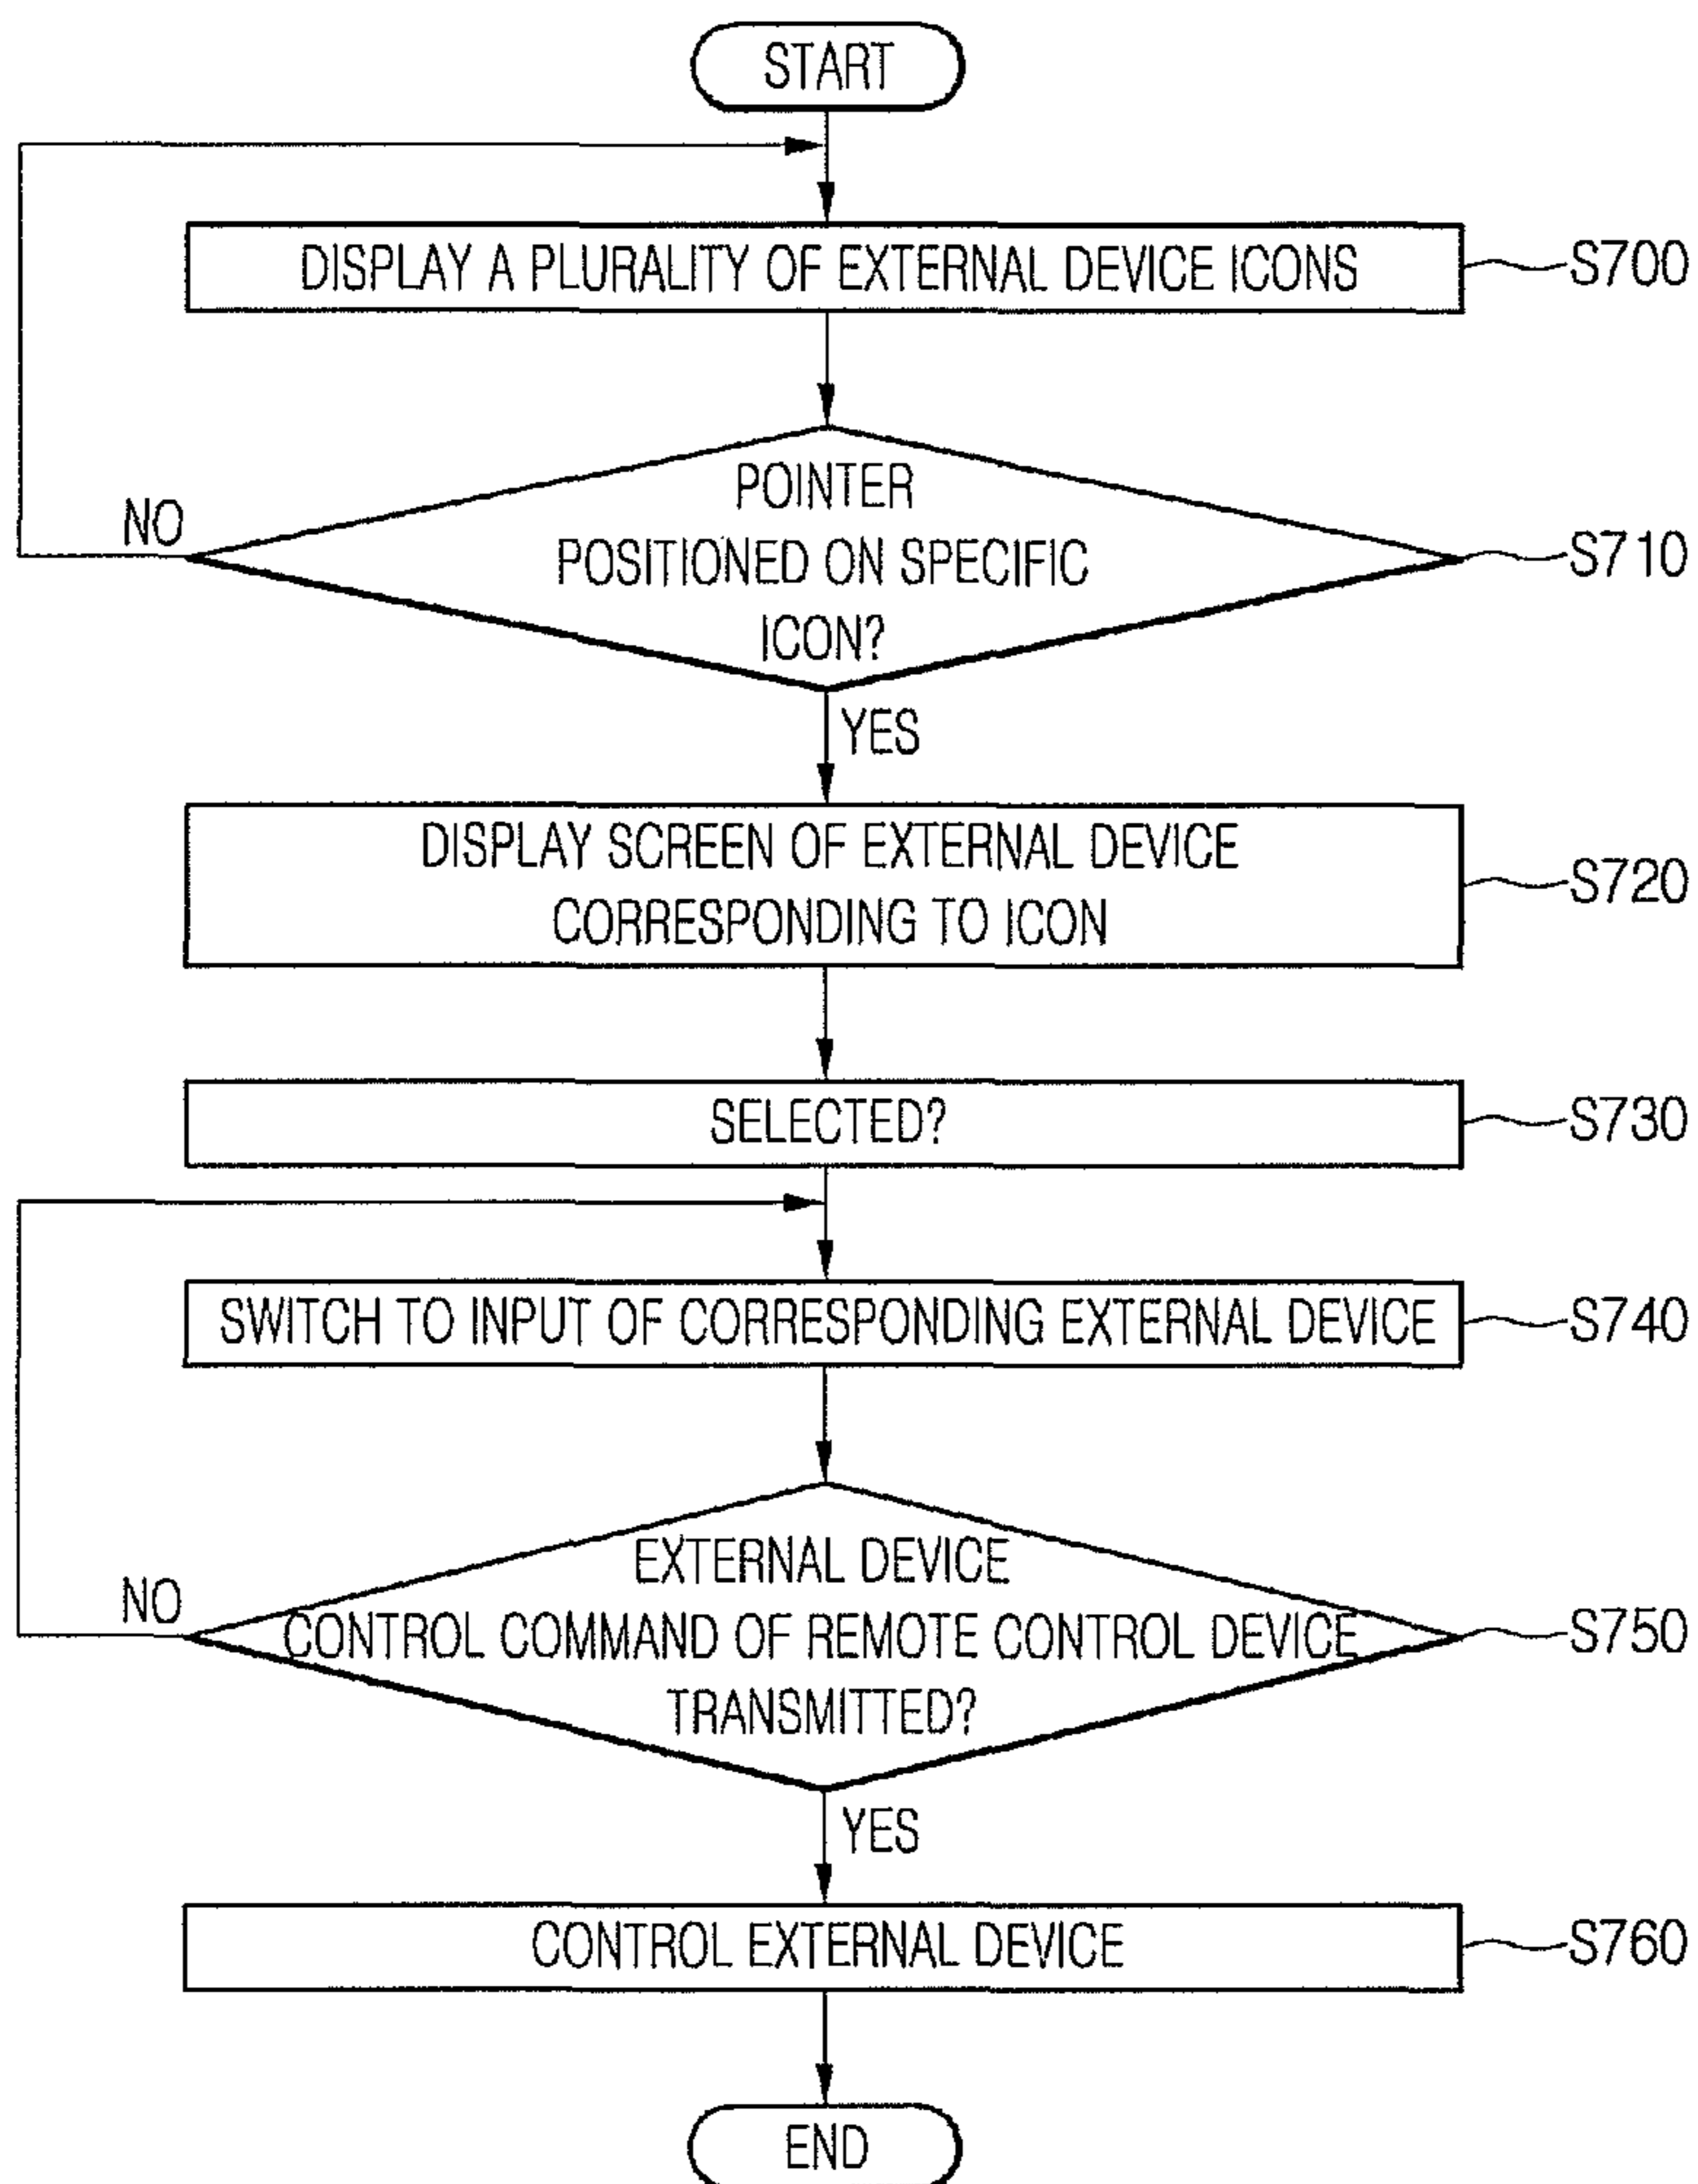 START
DISPLAY A PLURALITY OF EXTERNAL DEVICE ICONS
S700
POINTER
POSITIONED ON SPECIFIC
ICON?
NO
S710
YES
DISPLAY SCREEN OF EXTERNAL DEVICE
CORRESPONDING TO ICON
S720
SELECTED?
S730
SWITCH TO INPUT OF CORRESPONDING EXTERNAL DEVICE
S740
EXTERNAL DEVICE
CONTROL COMMAND OF REMOTE CONTROL DEVICE
TRANSMITTED?
NO
S750
YES
CONTROL EXTERNAL DEVICE
S760
END